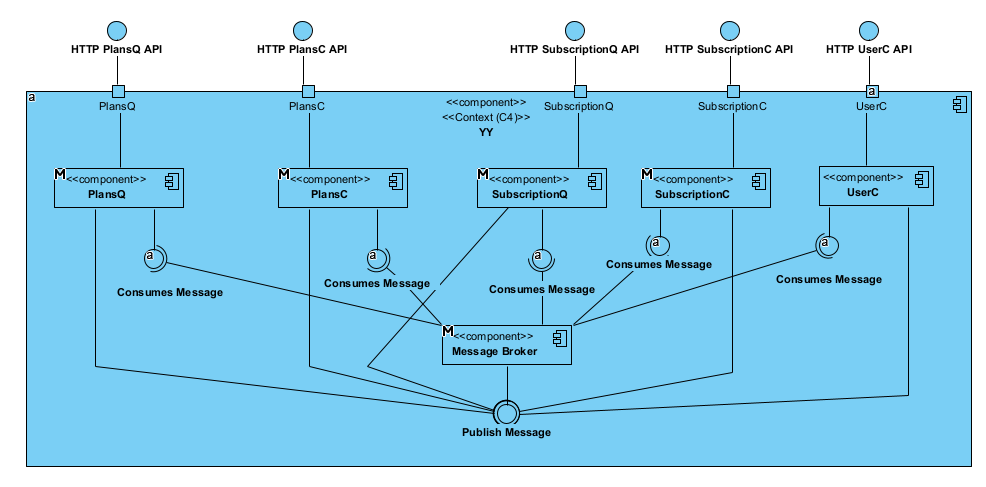 HTTP PlansQ API
HTTP PlansC API
HTTP SubscriptionQ API
HTTP SubscriptionC API
HTTP UserC API
a
PlansQ
PlansC
<<component>>
<<Context (C4)>>
YY
SubscriptionQ
SubscriptionC
a
UserC
M
<<component>>
PlansQ
M
<<component>>
PlansC
M
<<component>>
SubscriptionQ
M
<<component>>
SubscriptionC
<<component>>
UserC
a
Consumes Message
a
Consumes Message
a
Consumes Message
a
Consumes Message
a
Consumes Message
M
<<component>>
Message Broker
Publish Message